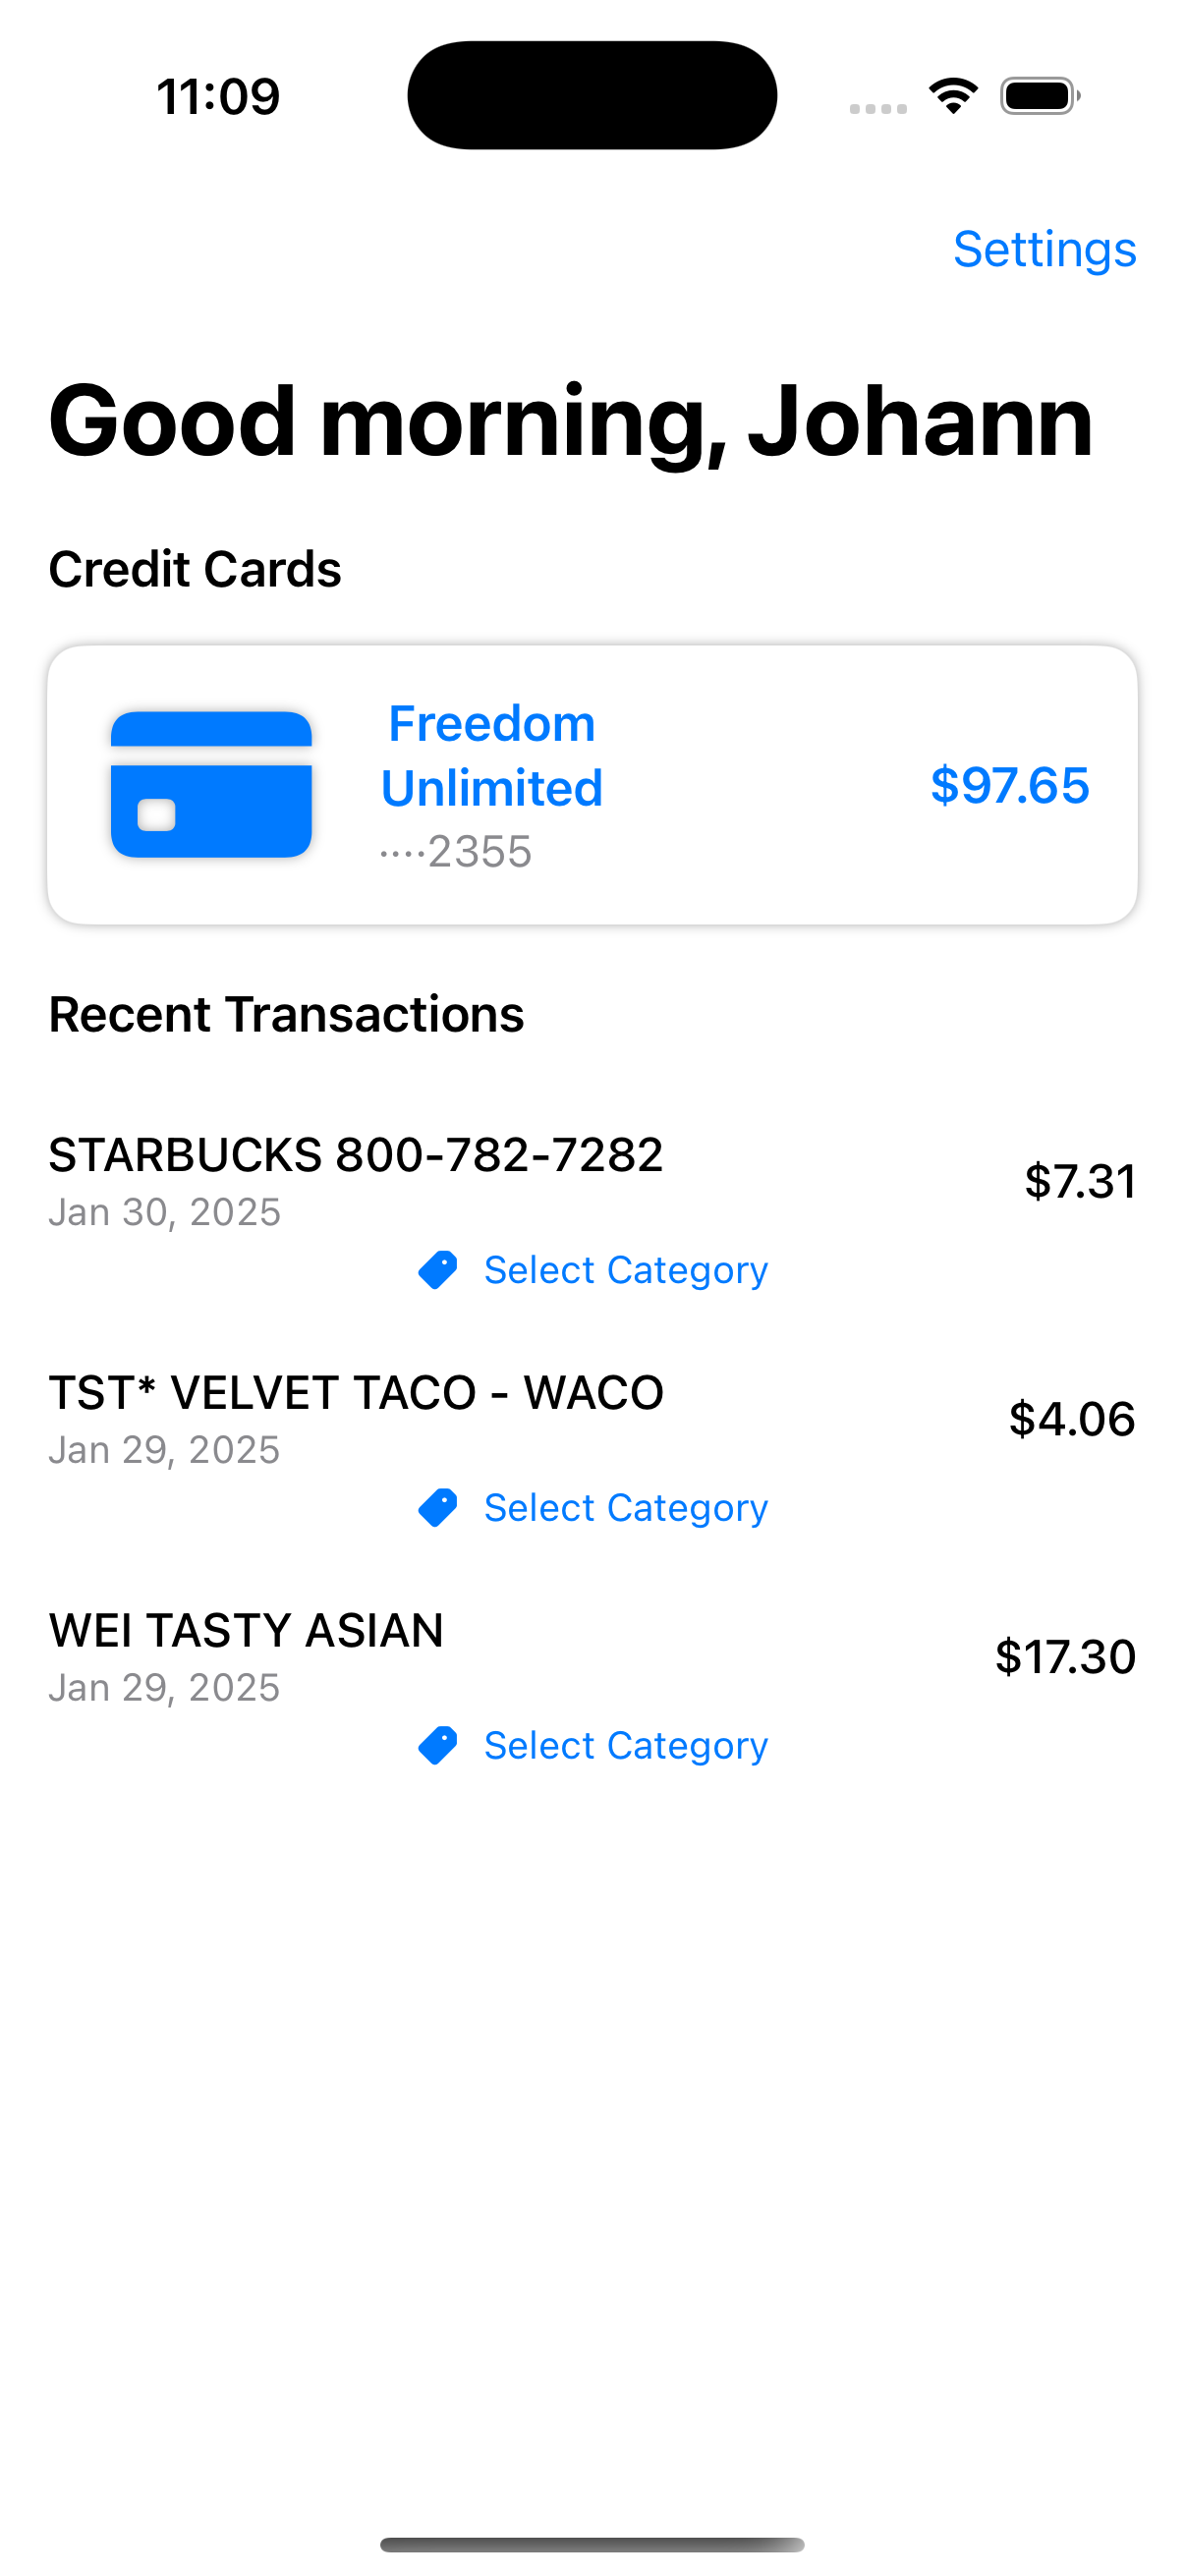 11:09
Settings
Good morning, Johann
Credit Cards
Freedom
Unlimited
$97.65
····2355
Recent Transactions
STARBUCKS 800-782-7282
$7.31
Jan 30, 2025
Select Category
TST* VELVET TACO - WACO
$4.06
Jan 29, 2025
Select Category
WEI TASTY ASIAN
$17.30
Jan 29, 2025
Select Category